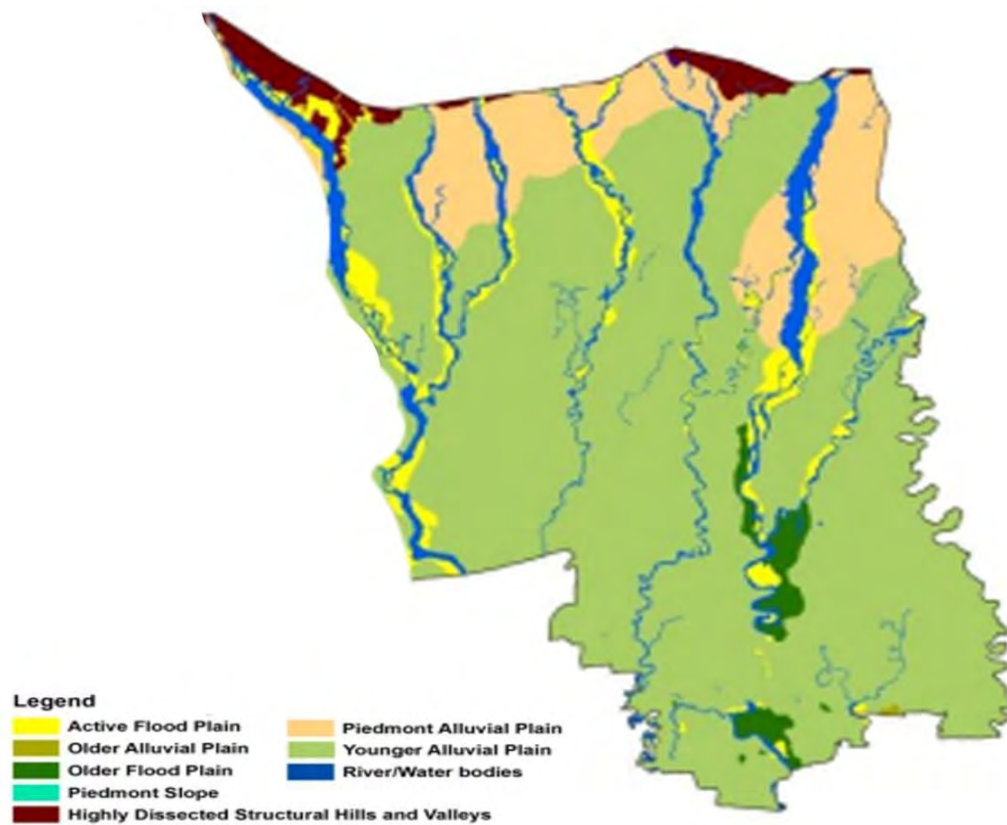 Legend
Active Flood Plain
Older Alluvial Plain
Older Flood Plain
Piedmont Slope
Highly Dissected Structural Hills and Valleys
Piedmont Alluvial Plain
Younger Alluvial Plain
River/Water bodies